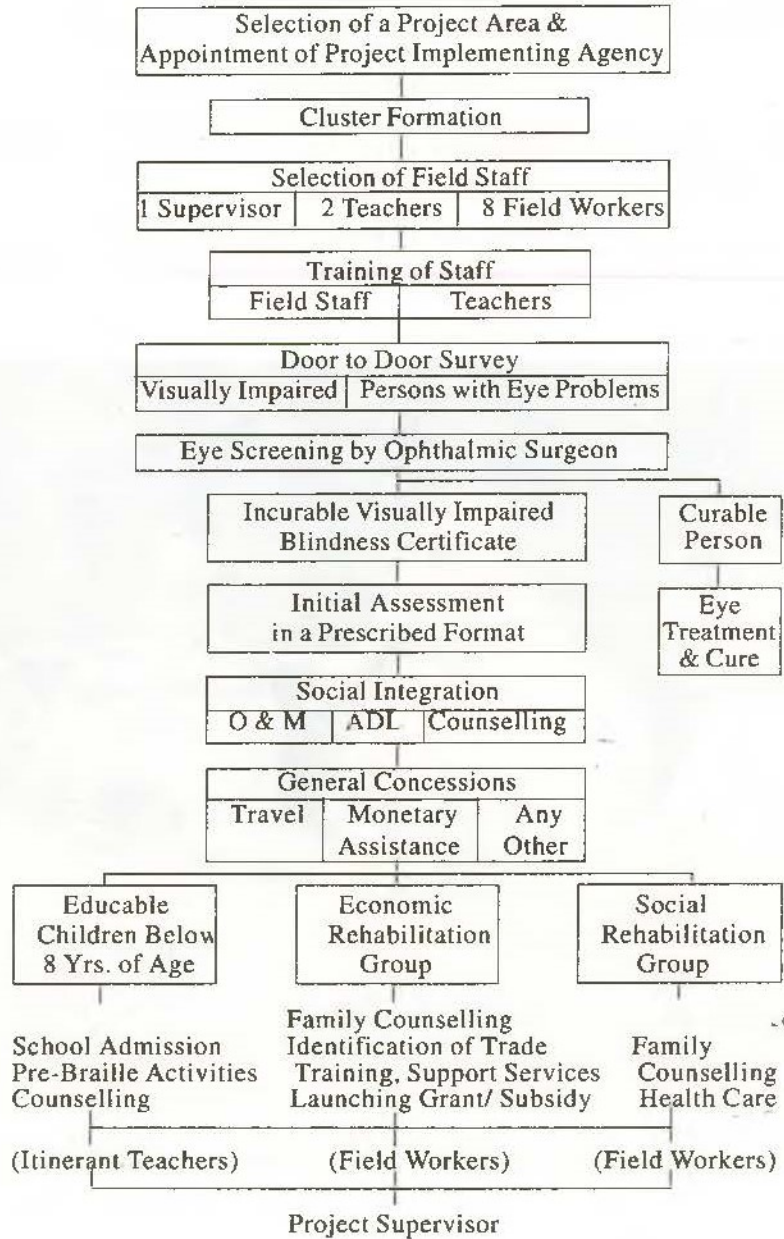 Selection of a Project Area &
Appointment of Project Implementing Agency
Cluster Formation
Selection of Field Staff
1 Supervisor 2 Teachers 8 Field Workers
Training of Staff
Field Staff Teachers
Door to Door Survey
Visually Impaired Persons with Eye Problems
Eye Screening by Ophthalmic Surgeon
Incurable Visually Impaired
Blindness Certificate
Curable
Person
Initial Assessment
in a Prescribed Format
Eye
Treatment
& Cure
Social Integration
O & M ADL Counselling
General Concessions
Travel
Monetary
Assistance
Any
Other
Educable
Children Below
8 Yrs. of Age
Economic
Rehabilitation
Group
Social
Rehabilitation
Group
School Admission
Pre-Braille Activities
Counselling
Family Counselling
Identification of Trade
Training, Support Services
Launching Grant/ Subsidy
Family
Counselling
Health Care
(Itinerant Teachers) (Field Workers) (Field Workers)
Project Supervisor